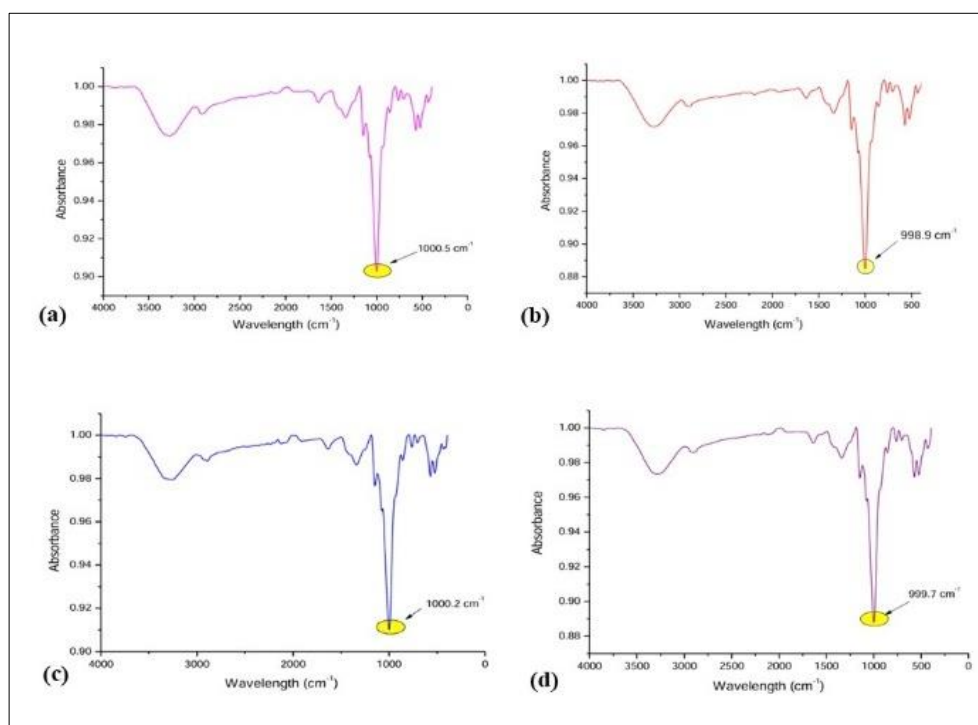 1.00
0.98
0.96
0.94
0.92
0.90
Absorbance
1000.5 cm⁻¹
4000 3500 3000 2500 2000 1500 1000 500 0
Wavelength (cm⁻¹)
(a)
1.00
0.98
0.96
0.94
0.92
0.90
0.88
Absorbance
998.9 cm⁻¹
4000 3500 3000 2500 2000 1500 1000 500
Wavelength (cm⁻¹)
(b)
1.00
0.98
0.96
0.94
0.92
0.91
0.90
Absorbance
1000.2 cm⁻¹
4000 3000 2000 1000 0
Wavelength (cm⁻¹)
(c)
1.00
0.98
0.96
0.94
0.92
0.90
0.88
Absorbance
999.7 cm⁻¹
4000 3500 3000 2500 2000 1500 1000 500 0
Wavelength (cm⁻¹)
(d)